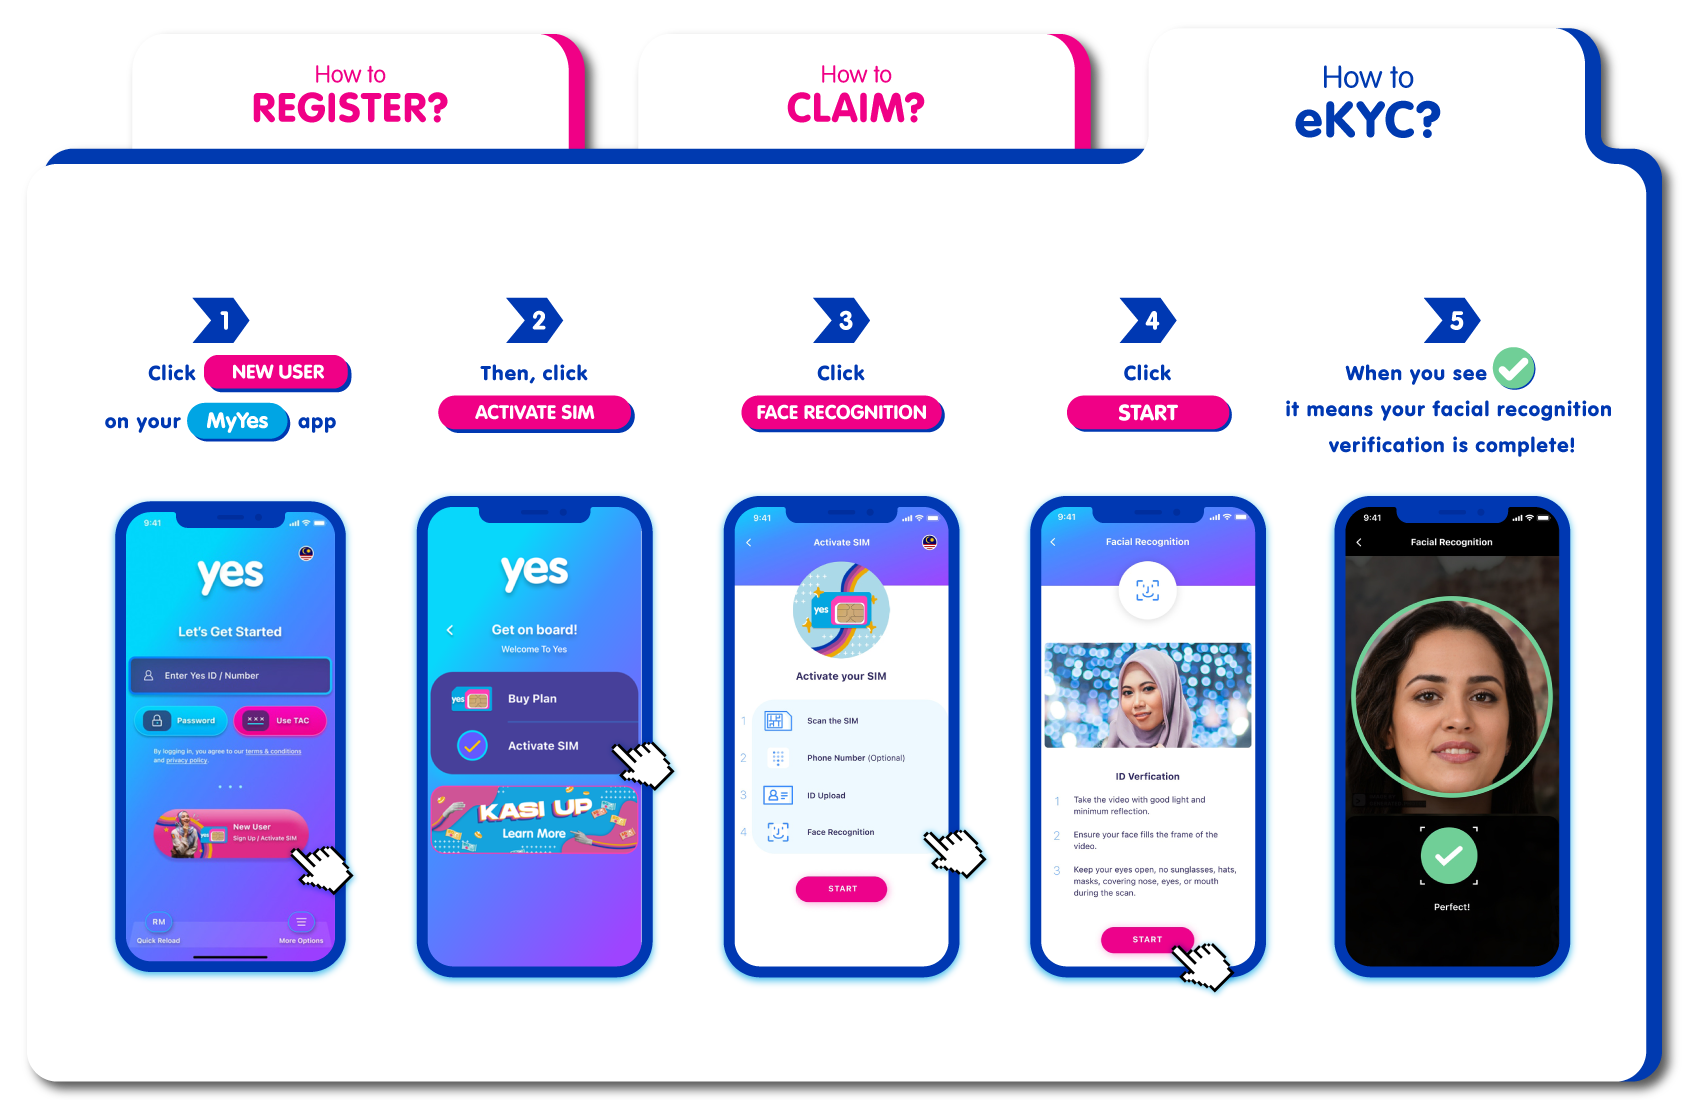 How to
REGISTER?
How to
CLAIM?
How to
eKYC?
1
Click NEW USER
on your MyYes app
2
Then, click
ACTIVATE SIM
3
Click
FACE RECOGNITION
4
Click
START
5
When you see
it means your facial recognition
verification is complete!
9:41
yes
Let's Get Started
Enter Yes ID / Number
Password
××× Use TAC
By logging in, you agree to our terms & conditions
and privacy policy.
yes
New User
Sign Up / Activate SIM
RM
Quick Reload
More Options
yes
Get on board!
Welcome To Yes
yes
Buy Plan
Activate SIM
KASI UP
Learn More
9:41
Activate SIM
yes
Activate your SIM
1 Scan the SIM
2 Phone Number (Optional)
3 ID Upload
4 Face Recognition
START
9:41
Facial Recognition
ID Verfication
1 Take the video with good light and
minimum reflection.
2 Ensure your face fills the frame of the
video.
3 Keep your eyes open, no sunglasses, hats,
masks, covering nose, eyes, or mouth
during the scan.
START
9:41
Facial Recognition
Perfect!